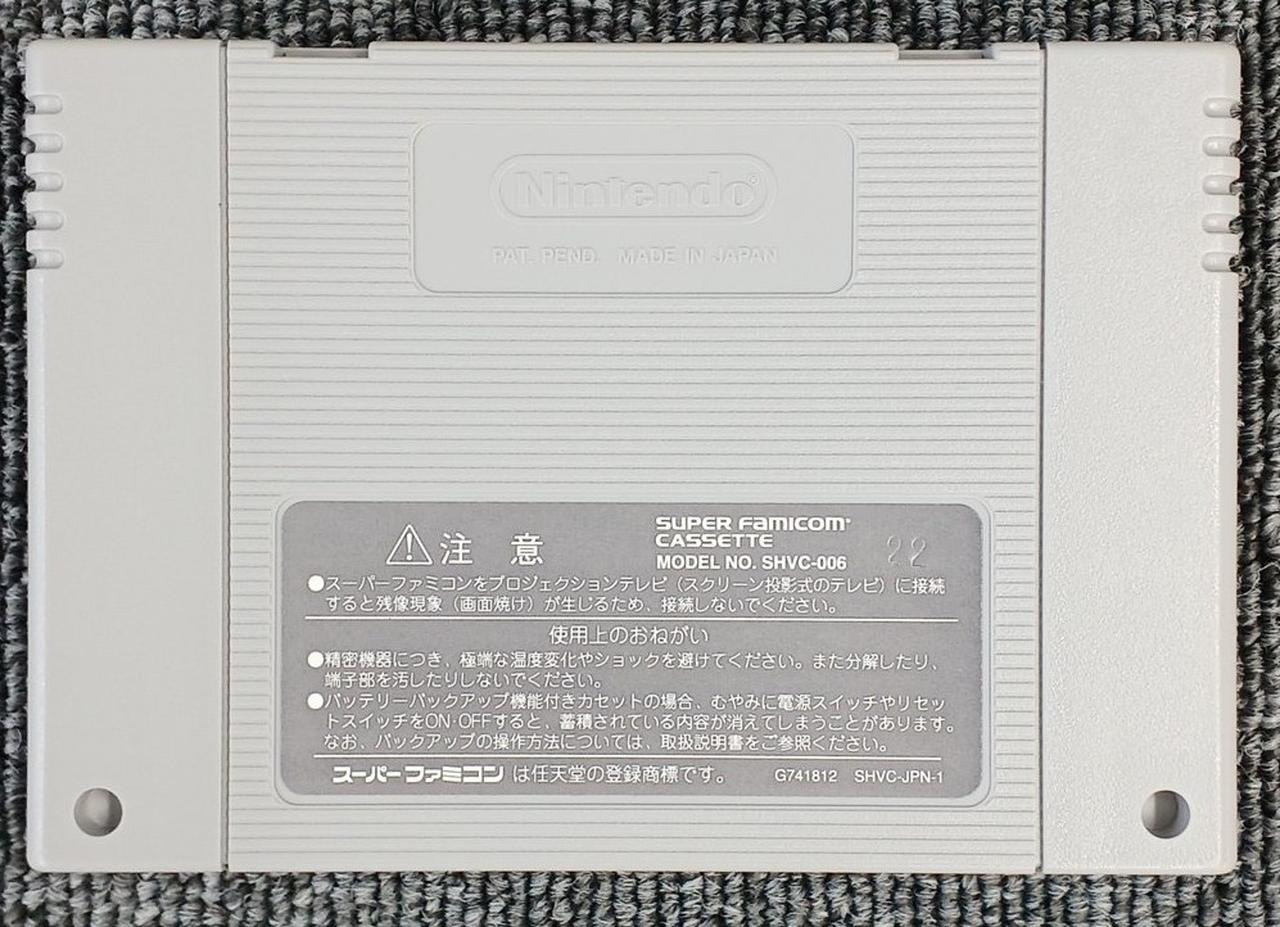 Nintendo®
PAT. PEND. MADE IN JAPAN
⚠注 意
SUPER FAMICOM®
CASSETTE
MODEL NO. SHVC-006
22
●スーパーファミコンをプロジェクションテレビ（スクリーン投影式のテレビ）に接続
すると残像現象（画面焼け）が生じるため、接続しないでください。
使用上のおねがい
●精密機器につき、極端な温度変化やショックを避けてください。また分解したり、
端子部を汚したりしないでください。
●バッテリーバックアップ機能付きカセットの場合、むやみに電源スイッチやリセッ
トスイッチをON・OFFすると、蓄積されている内容が消えてしまうことがあります。
なお、バックアップの操作方法については、取扱説明書をご参照ください。
スーパーファミコンは任天堂の登録商標です。 G741812 SHVC-JPN-1